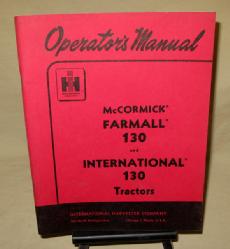 Operator's Manual
IH
McCORMICK®
FARMALL®
130
and
INTERNATIONAL®
130
Tractors
INTERNATIONAL HARVESTER COMPANY